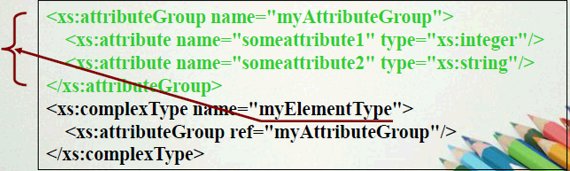 <xs:attributeGroup name="myAttributeGroup">
<xs:attribute name="someattribute1" type="xs:integer"/>
<xs:attribute name="someattribute2" type="xs:string"/>
</xs:attributeGroup>
<xs:complexType name="myElementType">
<xs:attributeGroup ref="myAttributeGroup"/>
</xs:complexType>